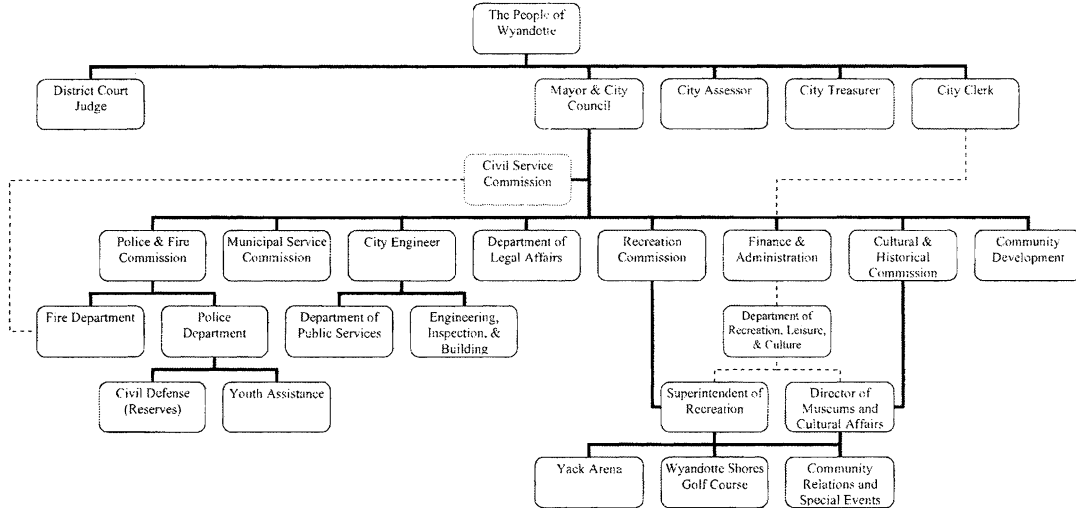 The People of
Wyandotte
District Court
Judge
Mayor & City
Council
City Assessor
City Treasurer
City Clerk
Civil Service
Commission
Police & Fire
Commission
Municipal Service
Commission
City Engineer
Department of
Legal Affairs
Recreation
Commission
Finance &
Administration
Cultural &
Historical
Commission
Community
Development
Fire Department
Police
Department
Department of
Public Services
Engineering,
Inspection, &
Building
Department of
Recreation, Leisure,
& Culture
Civil Defense
(Reserves)
Youth Assistance
Superintendent of
Recreation
Director of
Museums and
Cultural Affairs
Yack Arena
Wyandotte Shores
Golf Course
Community
Relations and
Special Events